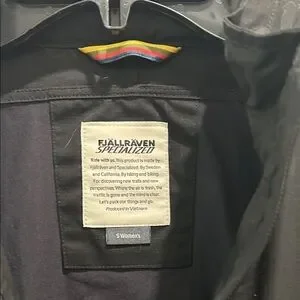 FJÄLLRÄVEN
SPECIALIZED
Ride with us. This product is made by
Fjällräven and Specialized. By Sweden
and California. By hiking and biking.
For discovering new trails and new
perspectives. Where the air is fresh, the
traffic is gone and the mind is clear.
Let's pack our things and go.
Produced in Vietnam
S Women's